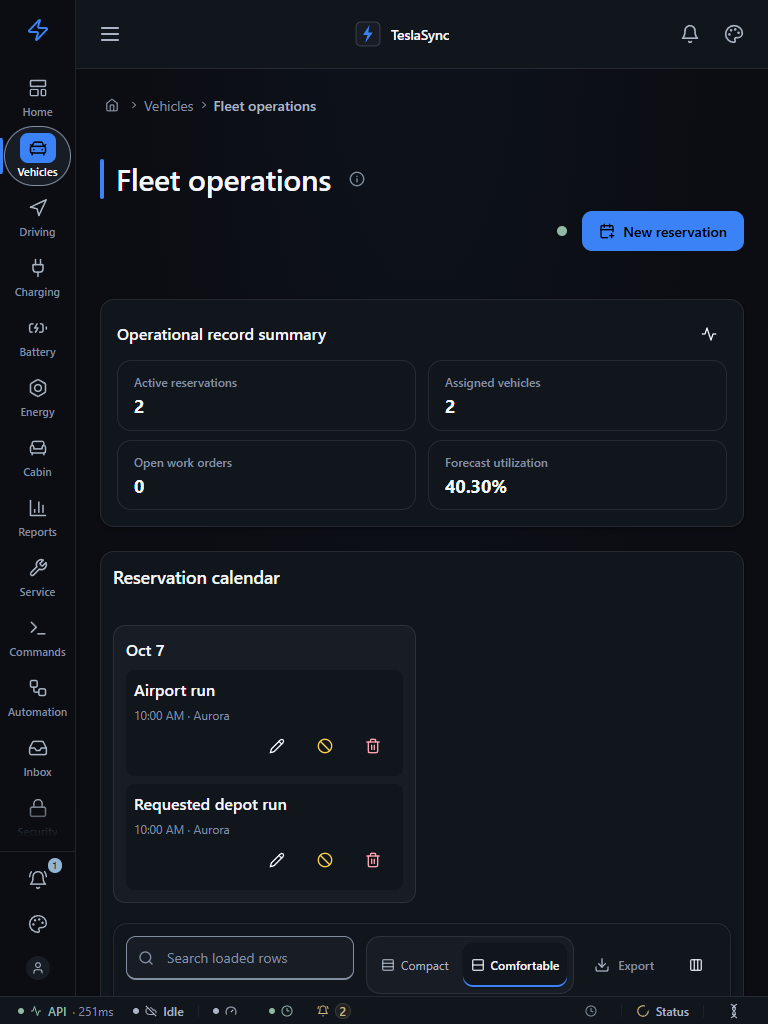 TeslaSync
Home
Vehicles
Driving
Charging
Battery
Energy
Cabin
Reports
Service
Commands
Automation
Inbox
Security
1
Vehicles
Fleet operations
Fleet operations
New reservation
Operational record summary
Active reservations
2
Assigned vehicles
2
Open work orders
0
Forecast utilization
40.30%
Reservation calendar
Oct 7
Airport run
10:00 AM · Aurora
Requested depot run
10:00 AM · Aurora
Search loaded rows
Compact
Comfortable
Export
API · 251ms
Idle
2
Status